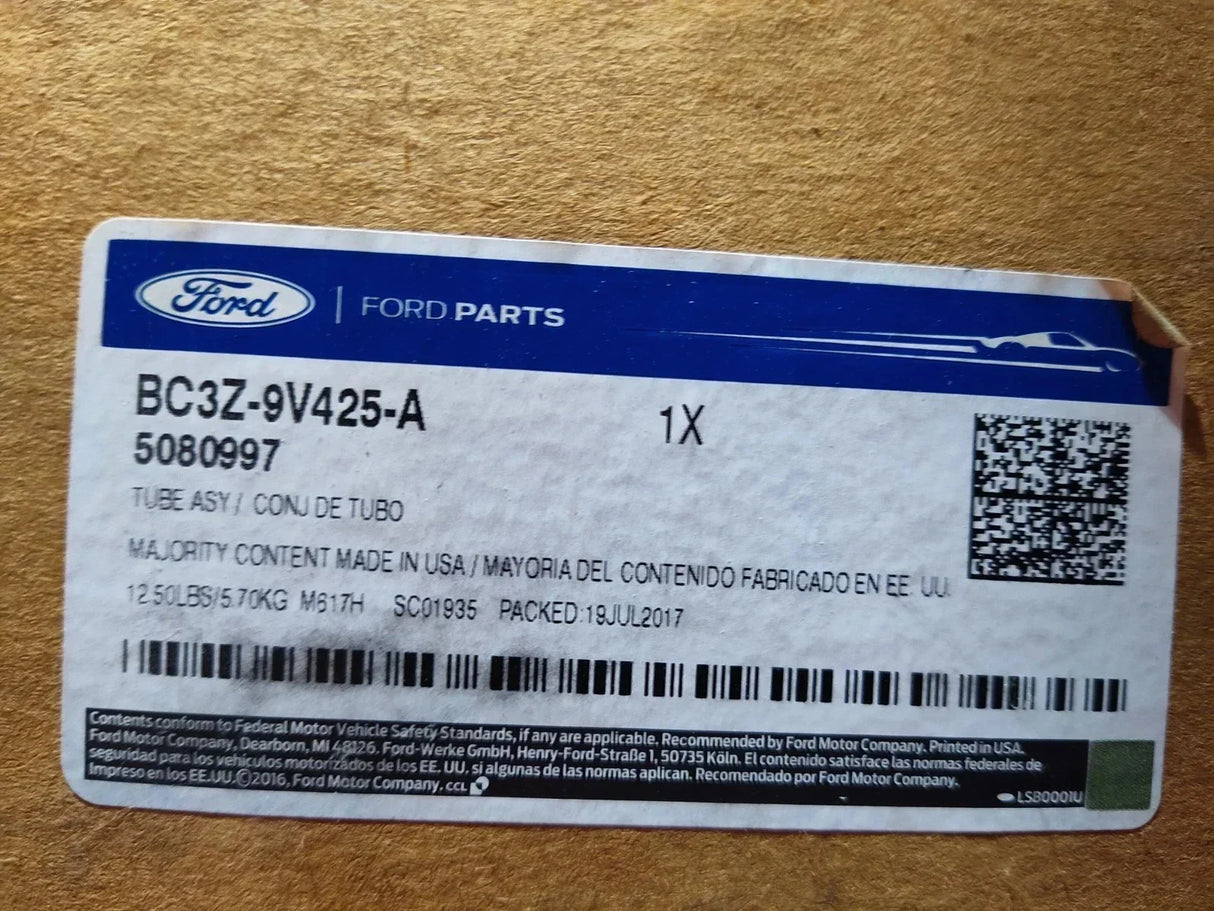 Ford | FORD PARTS
BC3Z-9V425-A 1X
5080997
TUBE ASY / CONJ DE TUBO
MAJORITY CONTENT MADE IN USA / MAYORIA DEL CONTENIDO FABRICADO EN EE. UU.
12.50LBS/5.70KG M617H SC01935 PACKED:19JUL2017
Contents conform to Federal Motor Vehicle Safety Standards, if any are applicable. Recommended by Ford Motor Company. Printed in USA.
Ford Motor Company, Dearborn, MI 48126. Ford-Werke GmbH, Henry-Ford-Straße 1, 50735 Köln. El contenido satisface las normas federales de
seguridad para los vehículos motorizados de los EE. UU. si algunas de las normas aplican. Recomendado por Ford Motor Company.
Impreso en los EE.UU.©2016, Ford Motor Company. CCL
LSB0001U